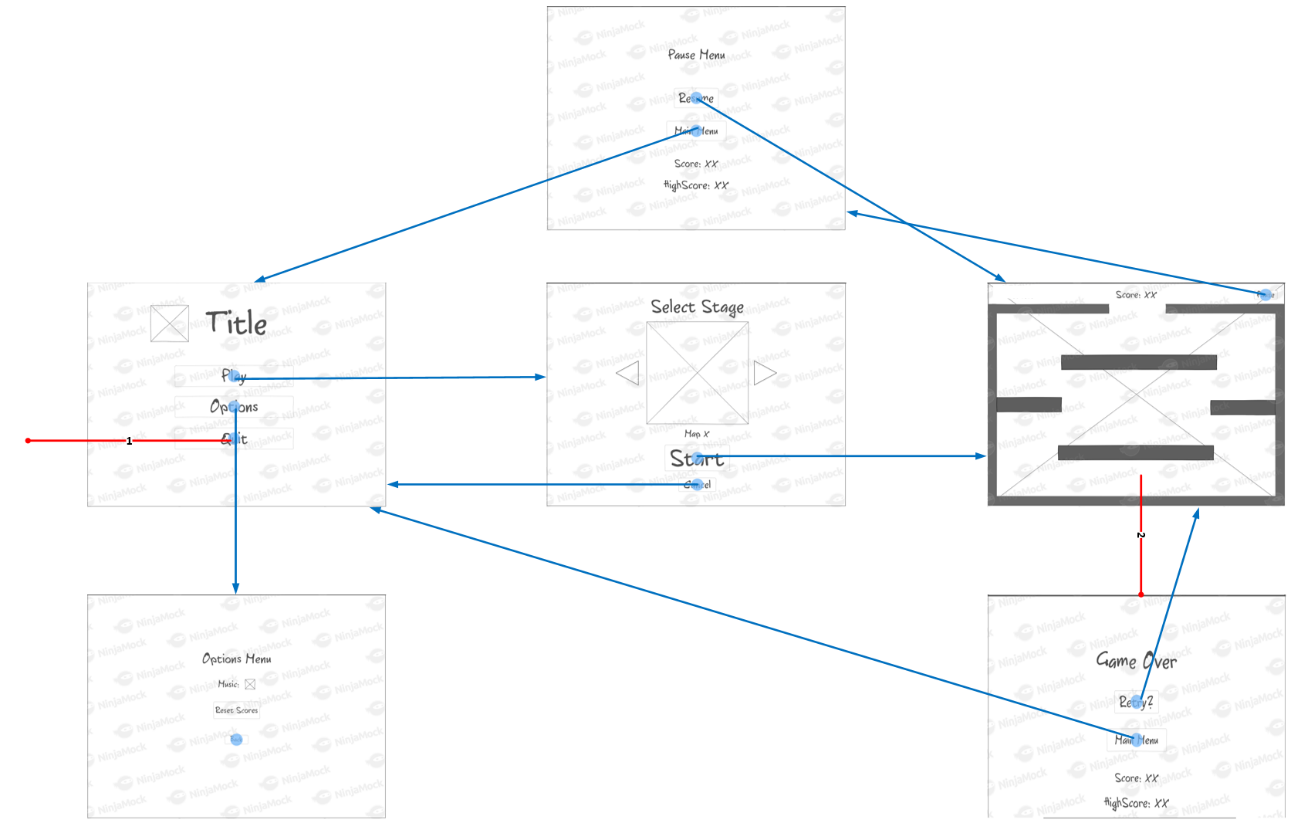 Pause Menu
Resume
Main Menu
Score: XX
HighScore: XX
Title
Play
Options
Quit
1
Select Stage
Map X
Start
Cancel
Score: XX
2
Options Menu
Music:
Reset Scores
Game Over
Retry?
Main Menu
Score: XX
HighScore: XX
NinjaMock